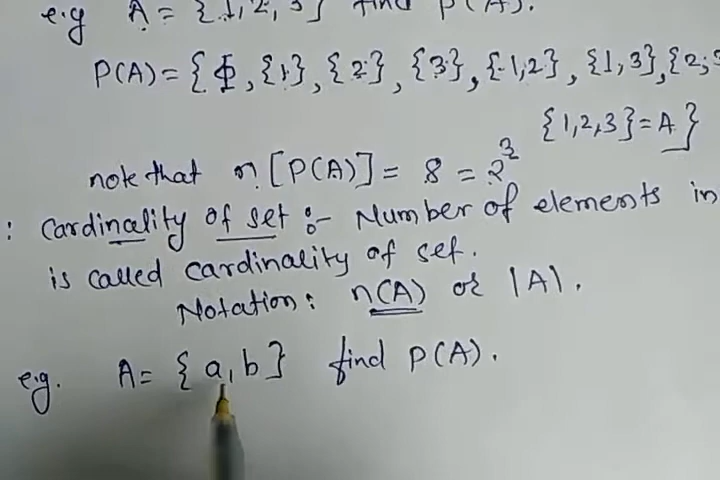 e.g A = {1,2,3} find P(A).
P(A) = {Φ, {1}, {2}, {3}, {1,2}, {1,3}, {2,3
{1,2,3} = A}
note that n[P(A)] = 8 = 2³
: Cardinality of set :- Number of elements in
is called cardinality of set.
Notation: n(A) or |A|.
e.g. A = {a, b} find P(A).